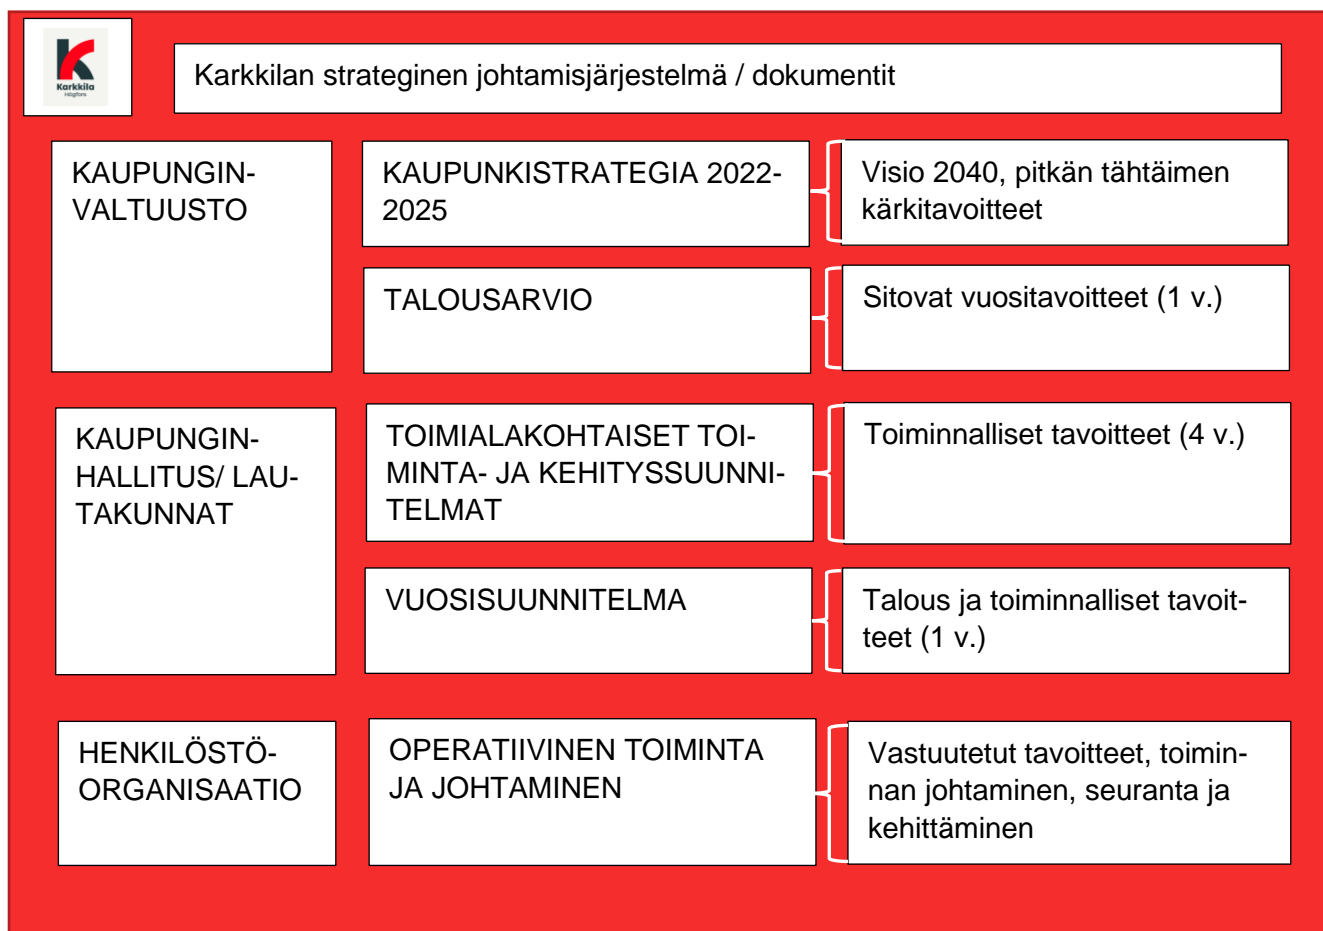 Karkkila
Högfors
Karkkilan strateginen johtamisjärjestelmä / dokumentit
KAUPUNGIN-
VALTUUSTO
KAUPUNKISTRATEGIA 2022-
2025
Visio 2040, pitkän tähtäimen
kärkitavoitteet
TALOUSARVIO
Sitovat vuositavoitteet (1 v.)
KAUPUNGIN-
HALLITUS/ LAU-
TAKUNNAT
TOIMIALAKOHTAISET TOI-
MINTA- JA KEHITYSSUUNNI-
TELMAT
Toiminnalliset tavoitteet (4 v.)
VUOSISUUNNITELMA
Talous ja toiminnalliset tavoit-
teet (1 v.)
HENKILÖSTÖ-
ORGANISAATIO
OPERATIIVINEN TOIMINTA
JA JOHTAMINEN
Vastuutetut tavoitteet, toimin-
nan johtaminen, seuranta ja
kehittäminen